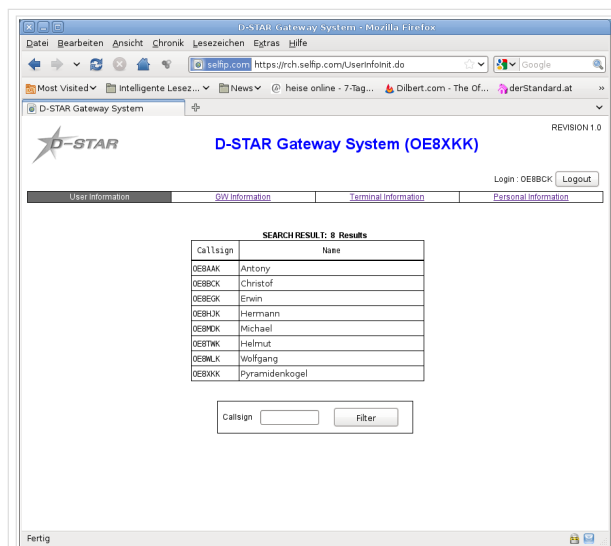 D-STAR Gateway System - Mozilla Firefox
Datei Bearbeiten Ansicht Chronik Lesezeichen Extras Hilfe
selfip.com https://rch.selfip.com/UserInfoInit.do Google
Most Visited Intelligente Lesez... News heise online - 7-Tag... Dilbert.com - The Of... derStandard.at »
D-STAR Gateway System
REVISION 1.0
D-STAR
D-STAR Gateway System (OE8XKK)
Login : OE8BCK Logout
User Information GW Information Terminal Information Personal Information
SEARCH RESULT: 8 Results
Callsign Name
OE8AAK Antony
OE8BCK Christof
OE8EGK Erwin
OE8HJK Hermann
OE8MDK Michael
OE8TWK Helmut
OE8WLK Wolfgang
OE8XKK Pyramidenkogel
Callsign Filter
Fertig